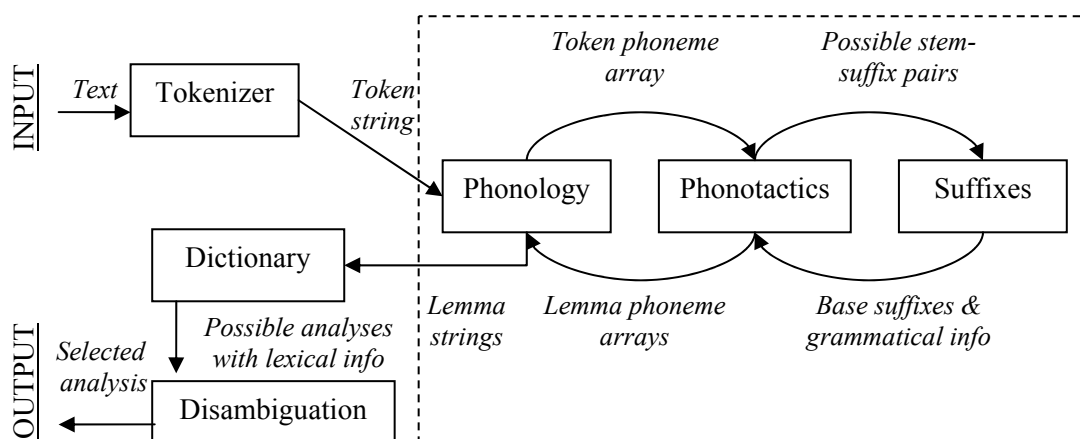 INPUT
Text
Tokenizer
Token
string
Token phoneme
array
Possible stem-
suffix pairs
Phonology
Phonotactics
Suffixes
Dictionary
Lemma
strings
Lemma phoneme
arrays
Base suffixes &
grammatical info
Possible analyses
with lexical info
OUTPUT
Selected
analysis
Disambiguation